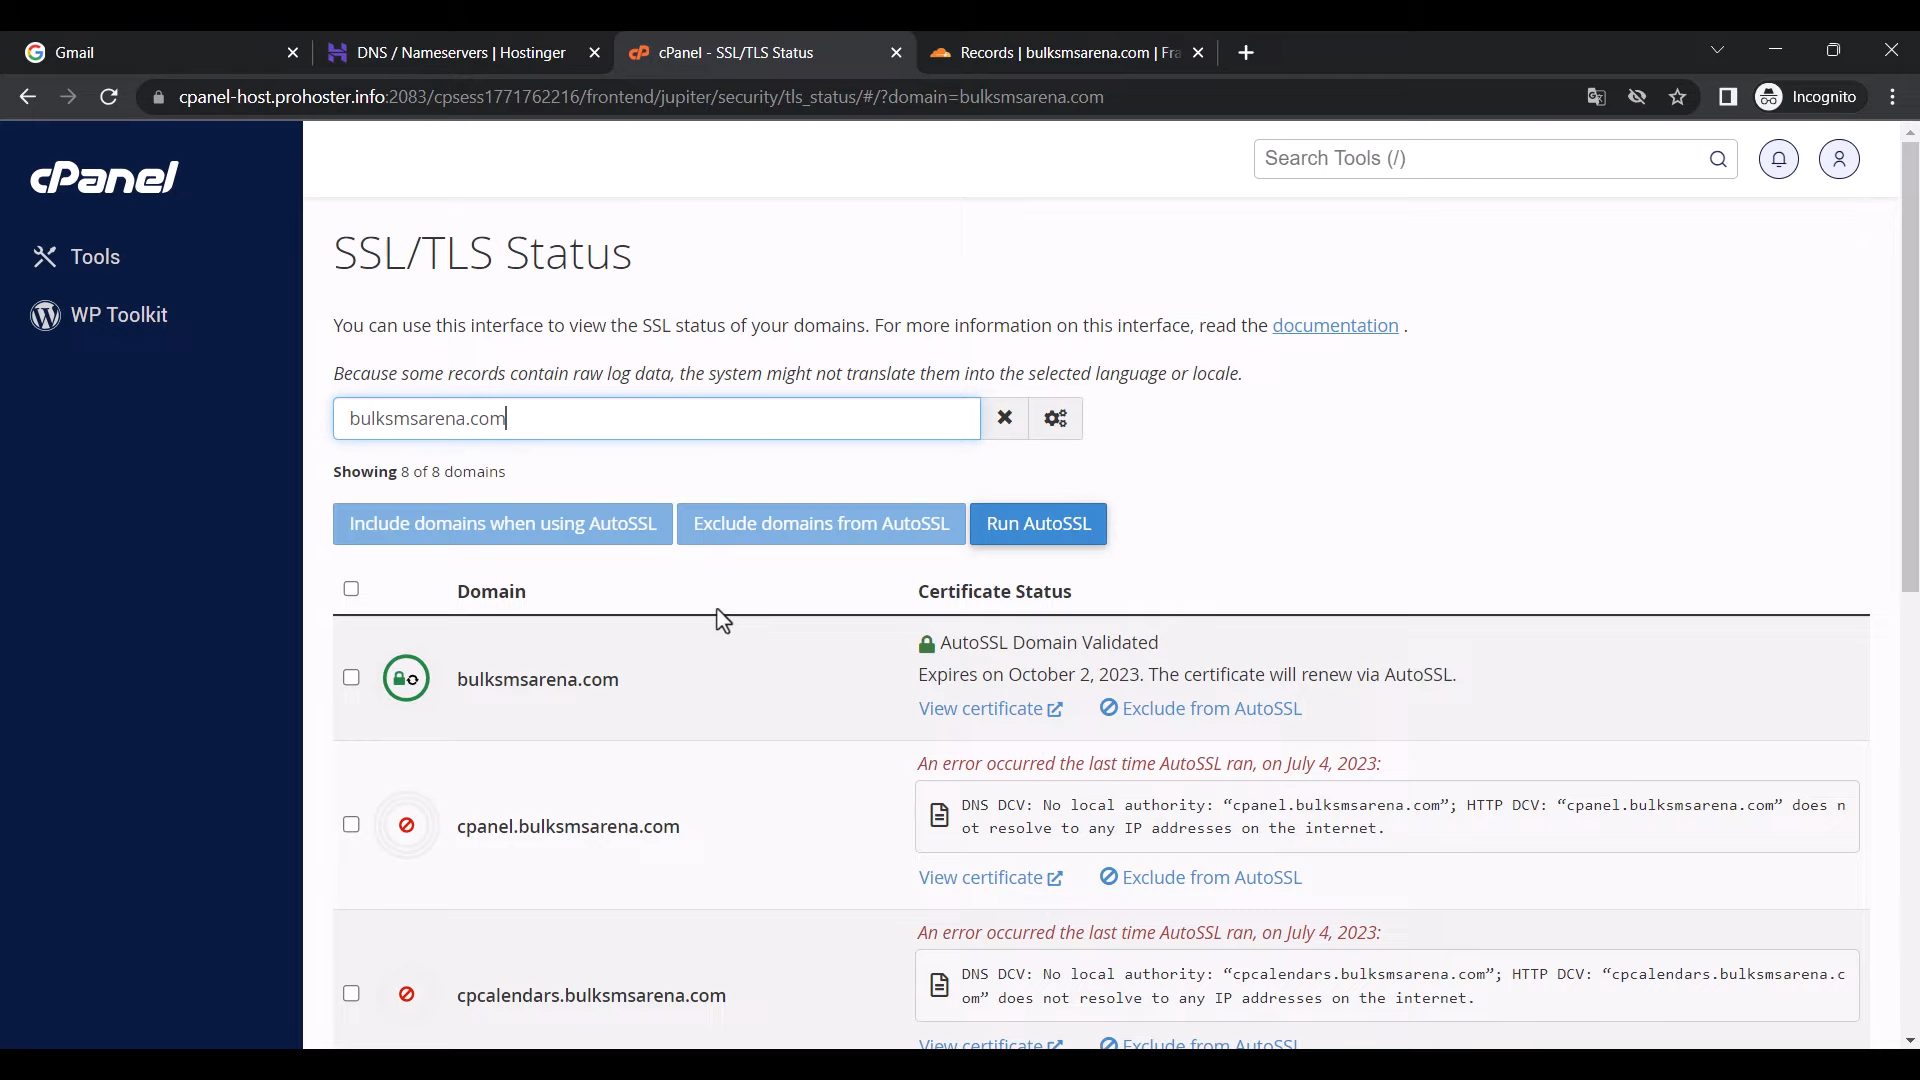 Gmail
DNS / Nameservers | Hostinger
cPanel - SSL/TLS Status
Records | bulksmsarena.com | Fra
cpanel-host.prohoster.info:2083/cpsess1771762216/frontend/jupiter/security/tls_status/#/?domain=bulksmsarena.com
Incognito
cPanel
Search Tools (/)
Tools
WP Toolkit
SSL/TLS Status
You can use this interface to view the SSL status of your domains. For more information on this interface, read the documentation .
Because some records contain raw log data, the system might not translate them into the selected language or locale.
bulksmsarena.com
Showing 8 of 8 domains
Include domains when using AutoSSL
Exclude domains from AutoSSL
Run AutoSSL
Domain
Certificate Status
bulksmsarena.com
AutoSSL Domain Validated
Expires on October 2, 2023. The certificate will renew via AutoSSL.
View certificate
Exclude from AutoSSL
cpanel.bulksmsarena.com
An error occurred the last time AutoSSL ran, on July 4, 2023:
DNS DCV: No local authority: “cpanel.bulksmsarena.com”; HTTP DCV: “cpanel.bulksmsarena.com” does n
ot resolve to any IP addresses on the internet.
View certificate
Exclude from AutoSSL
cpcalendars.bulksmsarena.com
An error occurred the last time AutoSSL ran, on July 4, 2023:
DNS DCV: No local authority: “cpcalendars.bulksmsarena.com”; HTTP DCV: “cpcalendars.bulksmsarena.c
om” does not resolve to any IP addresses on the internet.
View certificate
Exclude from AutoSSL